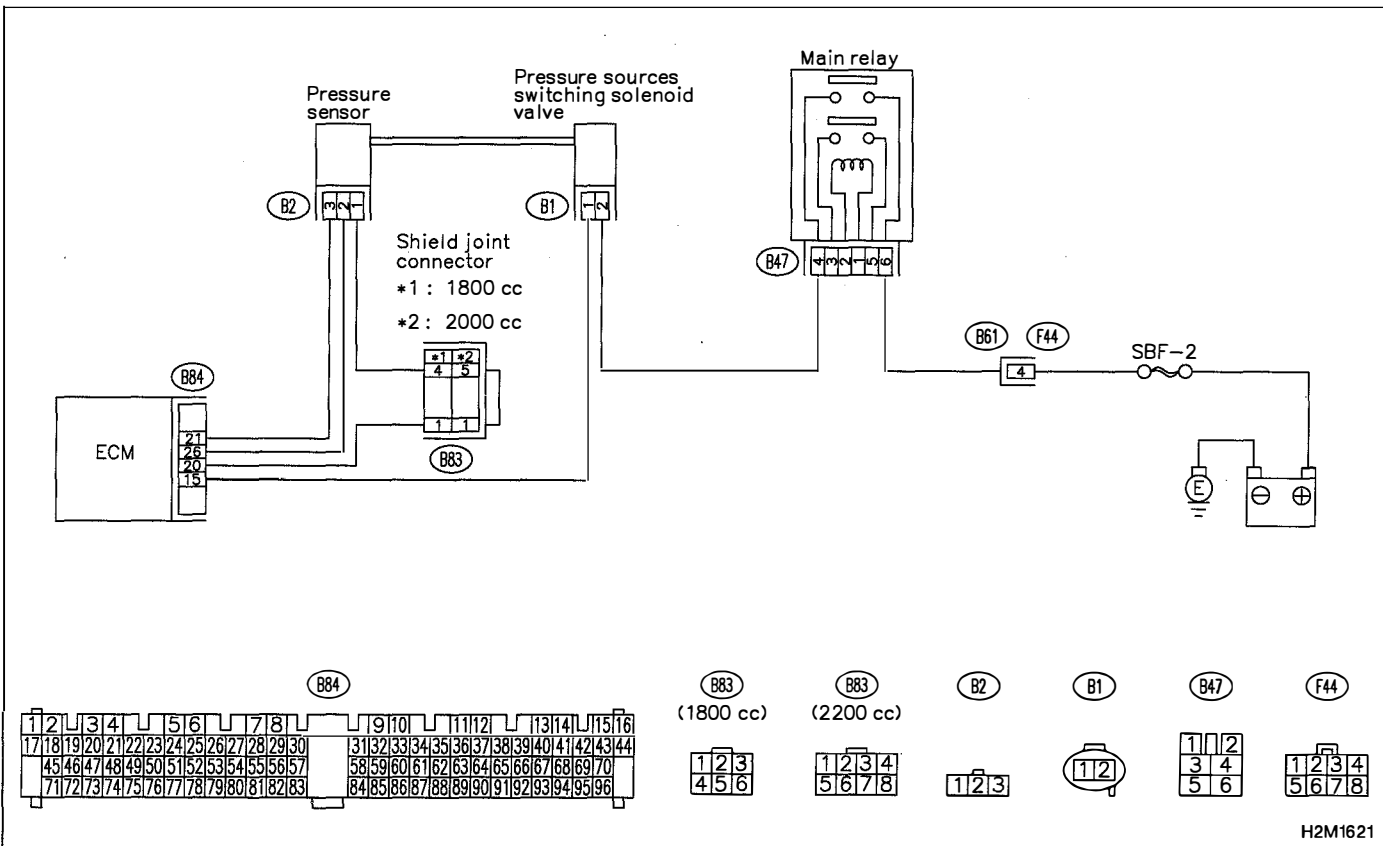 Main relay
Pressure sources
switching solenoid
valve
Pressure
sensor
B2
3 2 1
B1
1 2
B47
4 3 2 1 5 6
Shield joint
connector
*1 : 1800 cc
*2 : 2000 cc
*1 *2
4 5
1 1
B83
B61 F44
4
SBF-2
B84
ECM
21
26
20
15
E
⊖ ⊕
B84
1 2 3 4 5 6 7 8 9 10 11 12 13 14 15 16
17 18 19 20 21 22 23 24 25 26 27 28 29 30 31 32 33 34 35 36 37 38 39 40 41 42 43 44
45 46 47 48 49 50 51 52 53 54 55 56 57 58 59 60 61 62 63 64 65 66 67 68 69 70
71 72 73 74 75 76 77 78 79 80 81 82 83 84 85 86 87 88 89 90 91 92 93 94 95 96
B83
(1800 cc)
1 2 3
4 5 6
B83
(2200 cc)
1 2 3 4
5 6 7 8
B2
1 2 3
B1
1 2
B47
1 2
3 4
5 6
F44
1 2 3 4
5 6 7 8
H2M1621